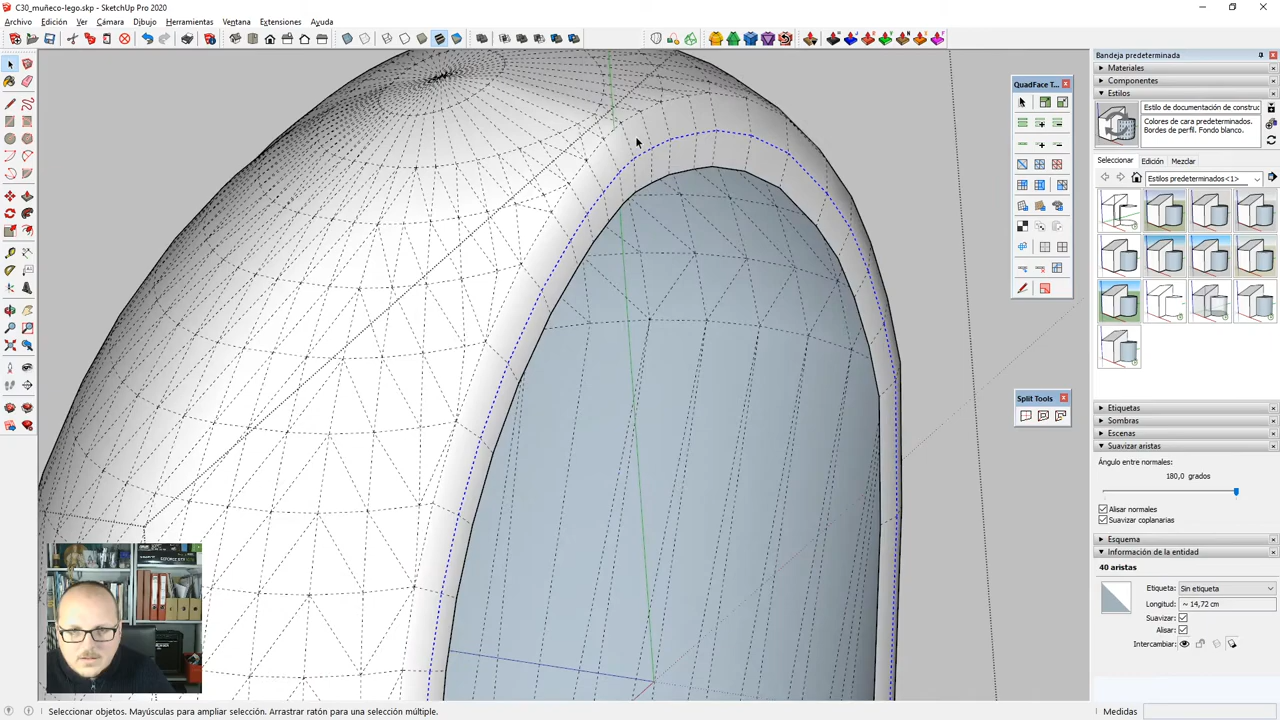 C30_muñeco-lego.skp - SketchUp Pro 2020
Archivo Edición Ver Cámara Dibujo Herramientas Ventana Extensiones Ayuda
Bandeja predeterminada
Materiales
Componentes
Estilos
Estilo de documentación de construc
Colores de cara predeterminados.
Bordes de perfil. Fondo blanco.
Seleccionar Edición Mezclar
Estilos predeterminados<1>
QuadFace T...
Split Tools
Etiquetas
Sombras
Escenas
Suavizar aristas
Ángulo entre normales:
180,0 grados
Alisar normales
Suavizar coplanarias
Esquema
Información de la entidad
40 aristas
Etiqueta: Sin etiqueta
Longitud: ~ 14,72 cm
Suavizar:
Alisar:
Intercambiar:
Seleccionar objetos. Mayúsculas para ampliar selección. Arrastrar ratón para una selección múltiple.
Medidas